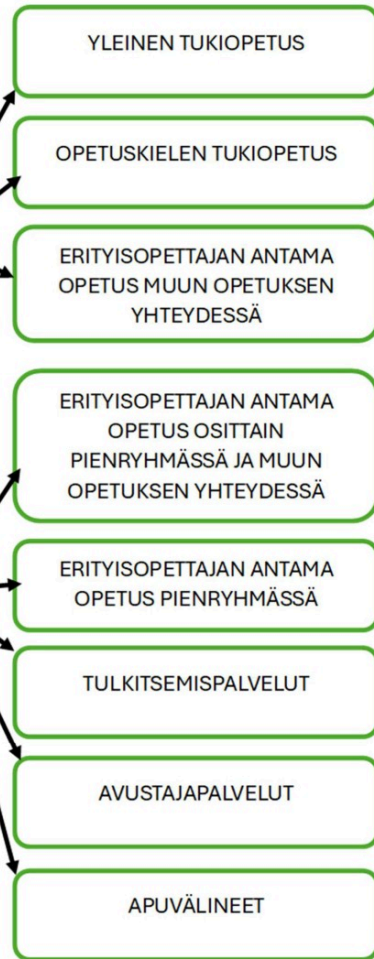 YLEINEN TUKIOPETUS
OPETUSKIELEN TUKIOPETUS
ERITYISOPETTAJAN ANTAMA
OPETUS MUUN OPETUKSEN
YHTEYDESSÄ
ERITYISOPETTAJAN ANTAMA
OPETUS OSITTAIN
PIENRYHMÄSSÄ JA MUUN
OPETUKSEN YHTEYDESSÄ
ERITYISOPETTAJAN ANTAMA
OPETUS PIENRYHMÄSSÄ
TULKITSEMISPALVELUT
AVUSTAJAPALVELUT
APUVÄLINEET